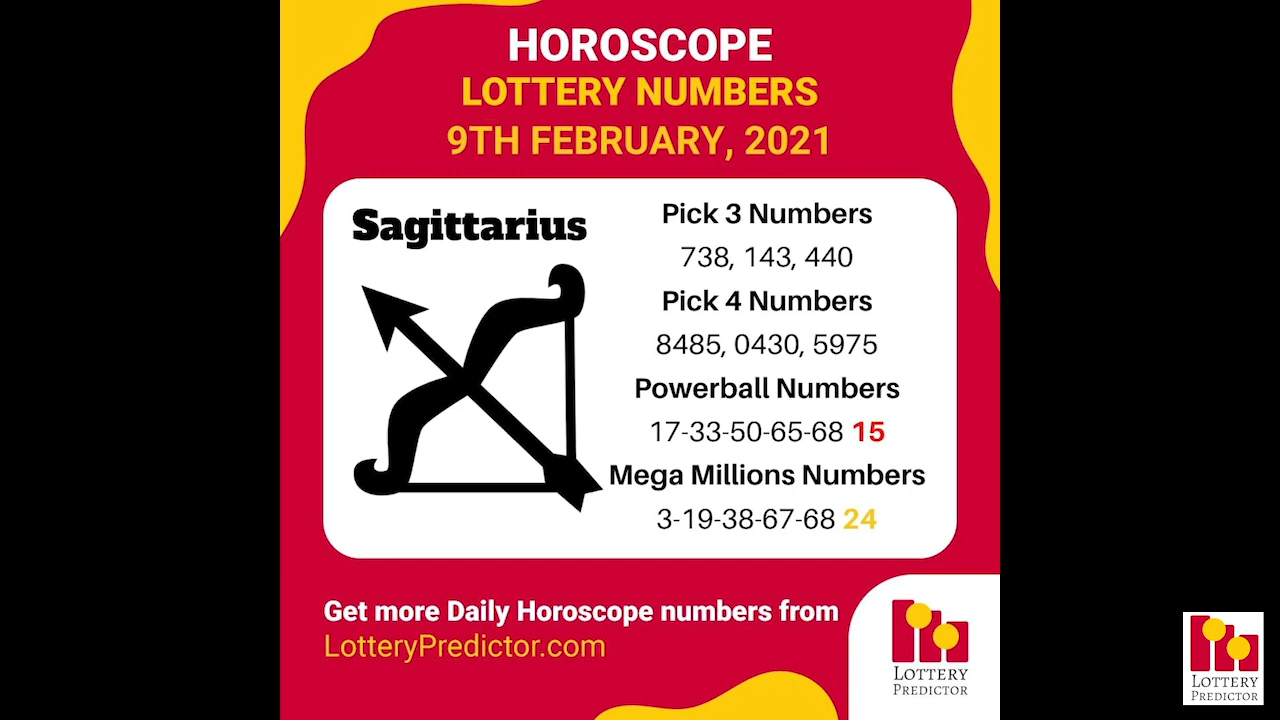 HOROSCOPE
LOTTERY NUMBERS
9TH FEBRUARY, 2021
Sagittarius
Pick 3 Numbers
738, 143, 440
Pick 4 Numbers
8485, 0430, 5975
Powerball Numbers
17-33-50-65-68 15
Mega Millions Numbers
3-19-38-67-68 24
Get more Daily Horoscope numbers from
LotteryPredictor.com
LOTTERY
PREDICTOR
LOTTERY
PREDICTOR